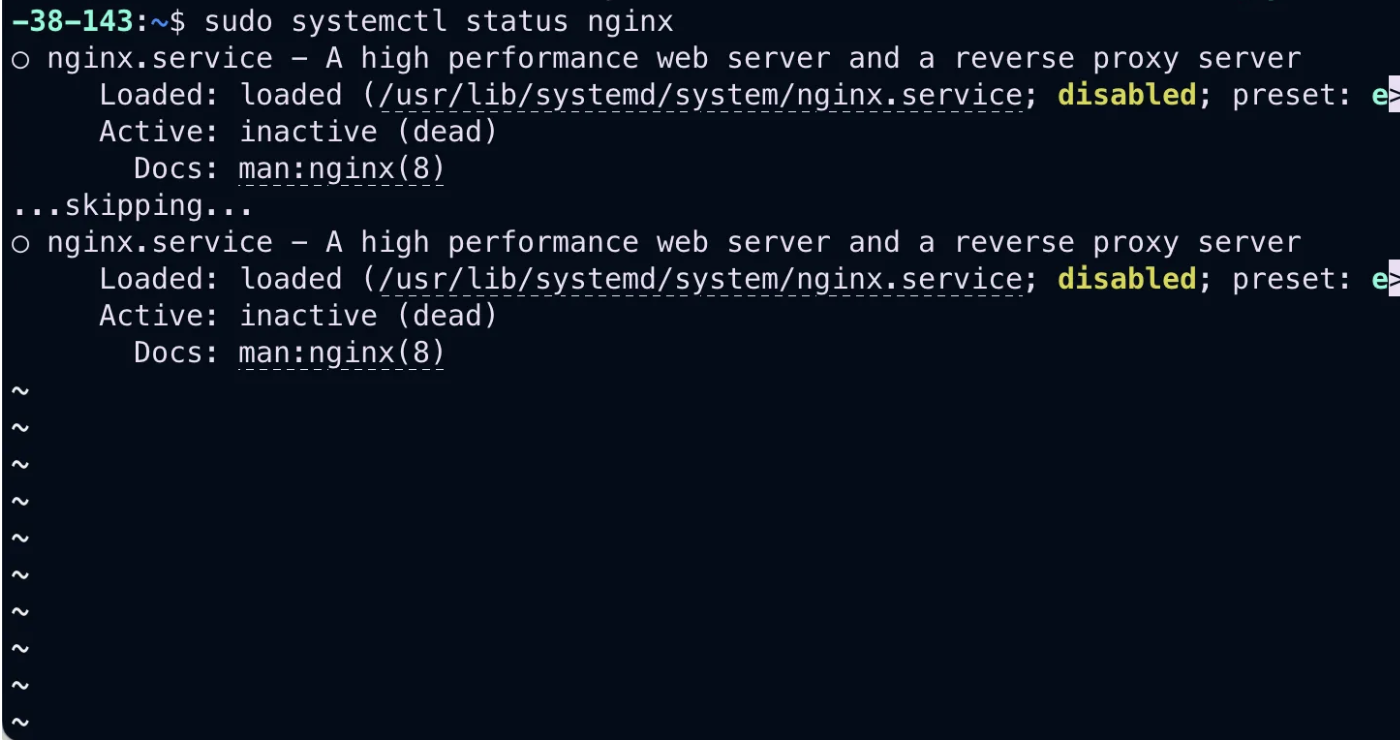 -38-143:~$ sudo systemctl status nginx
○ nginx.service - A high performance web server and a reverse proxy server
     Loaded: loaded (/usr/lib/systemd/system/nginx.service; disabled; preset: e>
     Active: inactive (dead)
       Docs: man:nginx(8)
...skipping...
○ nginx.service - A high performance web server and a reverse proxy server
     Loaded: loaded (/usr/lib/systemd/system/nginx.service; disabled; preset: e>
     Active: inactive (dead)
       Docs: man:nginx(8)
~
~
~
~
~
~
~
~
~
~